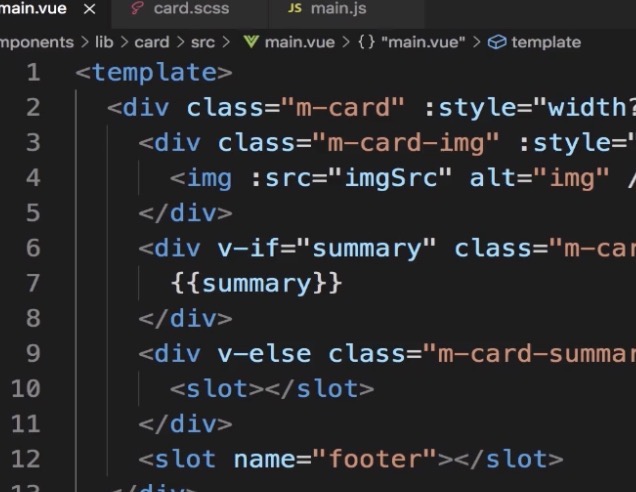 main.vue × card.scss JS main.js
mponents > lib > card > src > main.vue > {} "main.vue" > template
1 <template>
2 <div class="m-card" :style="width?
3 <div class="m-card-img" :style="
4 <img :src="imgSrc" alt="img" /
5 </div>
6 <div v-if="summary" class="m-car
7 {{summary}}
8 </div>
9 <div v-else class="m-card-summar
10 <slot></slot>
11 </div>
12 <slot name="footer"></slot>
13 </div>